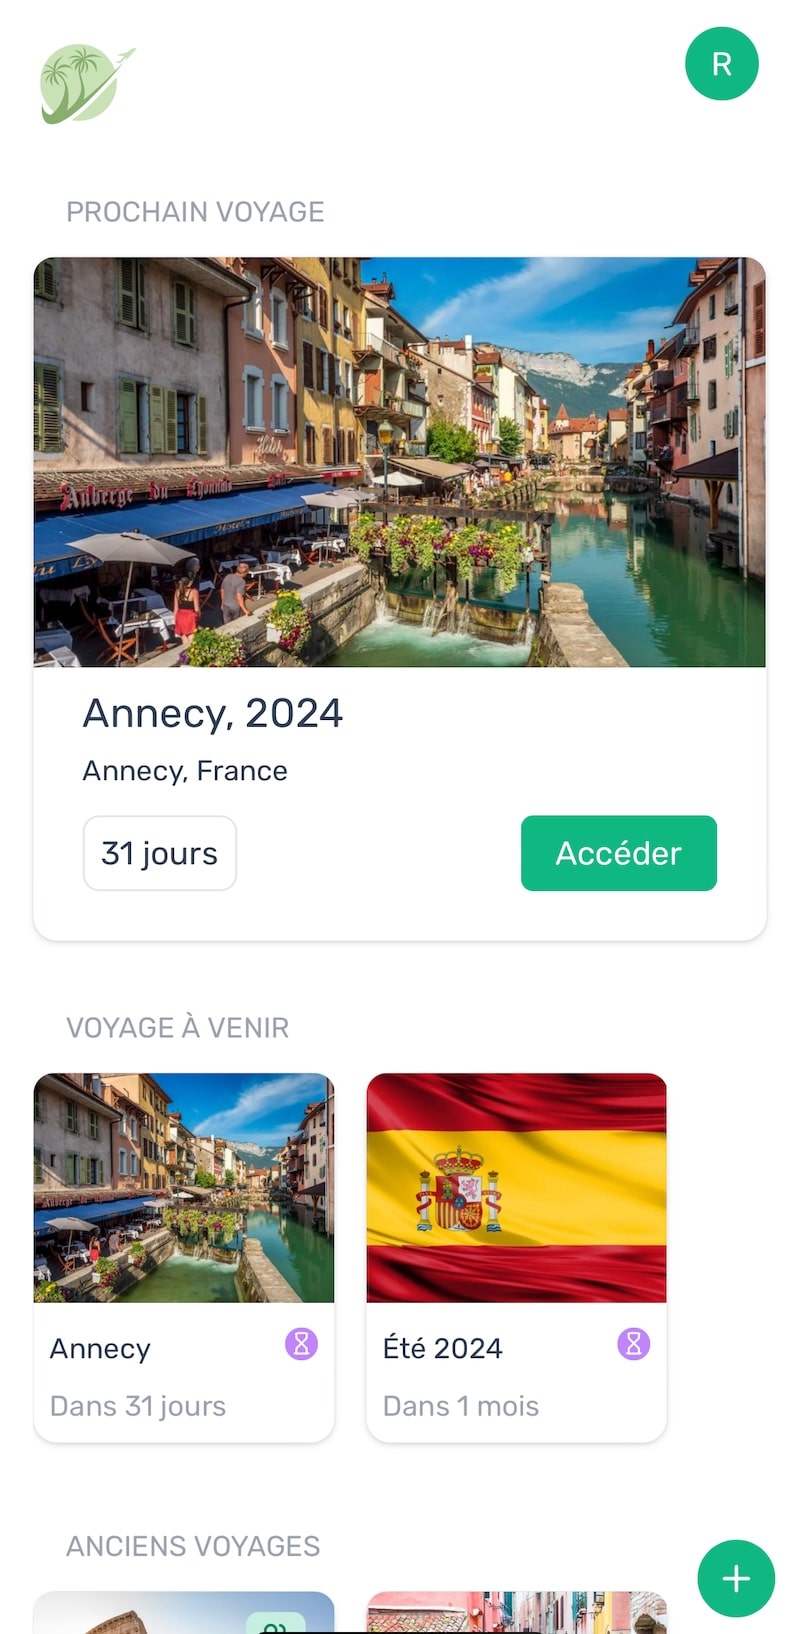 R
PROCHAIN VOYAGE
Auberge du Lyonnais
Annecy, 2024
Annecy, France
31 jours
Accéder
VOYAGE À VENIR
Annecy
Dans 31 jours
Été 2024
Dans 1 mois
ANCIENS VOYAGES